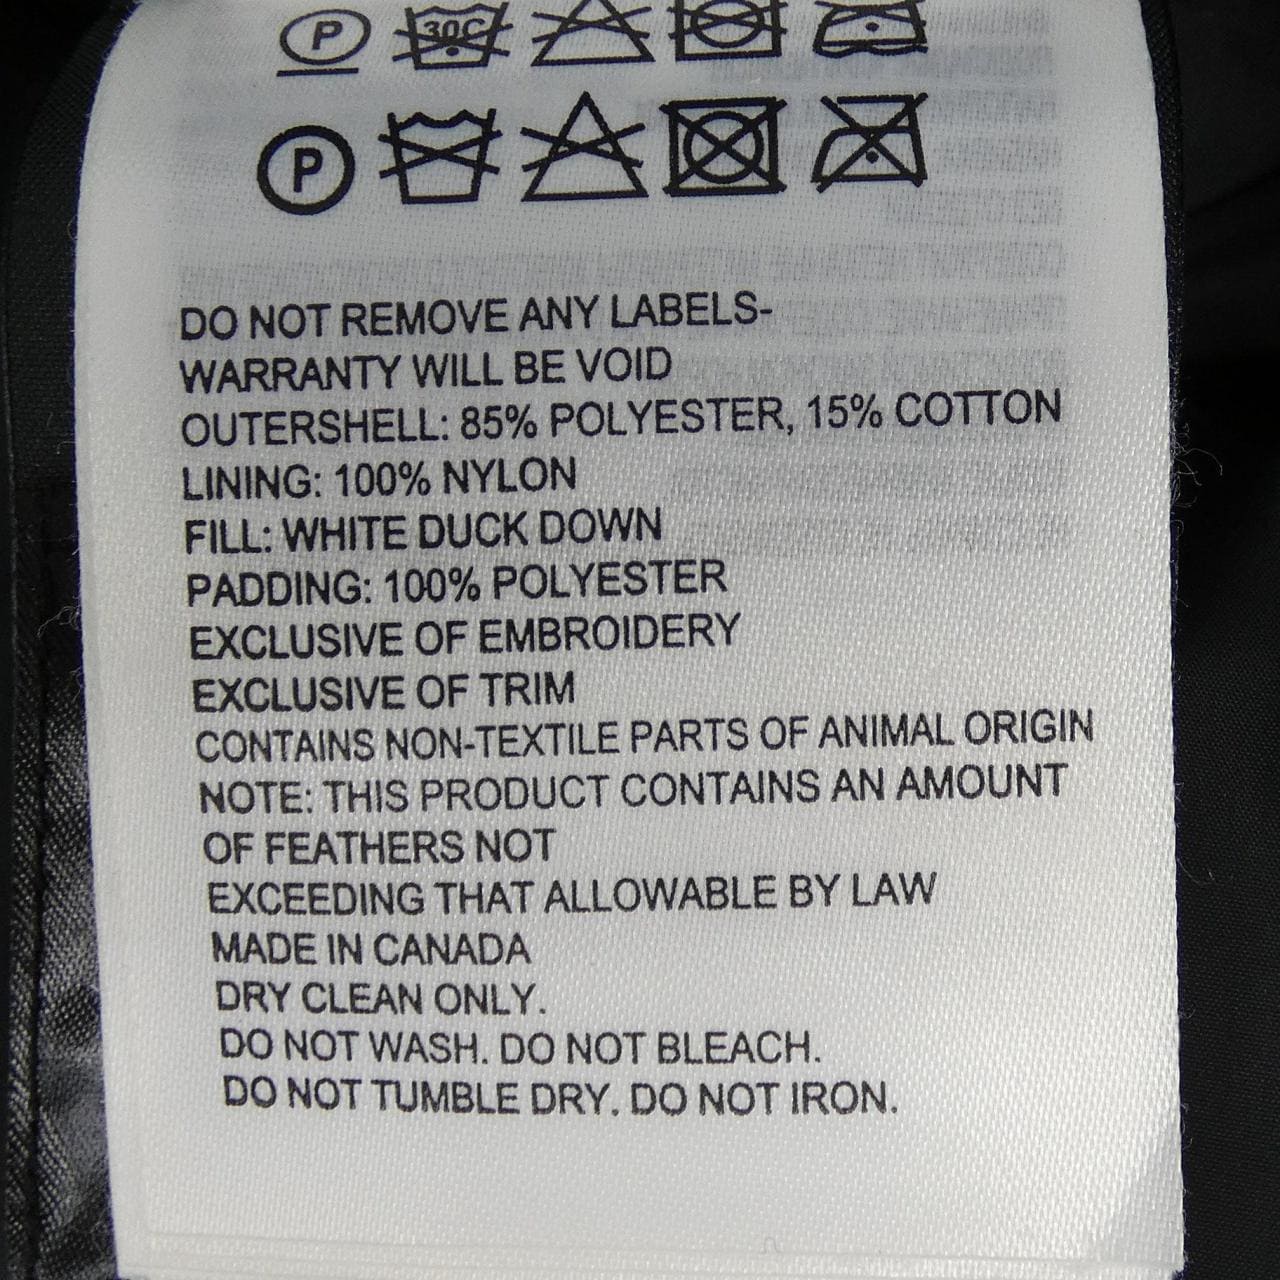 P 30C
P
DO NOT REMOVE ANY LABELS-
WARRANTY WILL BE VOID
OUTERSHELL: 85% POLYESTER, 15% COTTON
LINING: 100% NYLON
FILL: WHITE DUCK DOWN
PADDING: 100% POLYESTER
EXCLUSIVE OF EMBROIDERY
EXCLUSIVE OF TRIM
CONTAINS NON-TEXTILE PARTS OF ANIMAL ORIGIN
NOTE: THIS PRODUCT CONTAINS AN AMOUNT
OF FEATHERS NOT
EXCEEDING THAT ALLOWABLE BY LAW
MADE IN CANADA
DRY CLEAN ONLY.
DO NOT WASH. DO NOT BLEACH.
DO NOT TUMBLE DRY. DO NOT IRON.